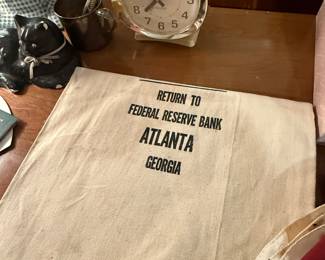 RETURN TO
FEDERAL RESERVE BANK
ATLANTA
GEORGIA